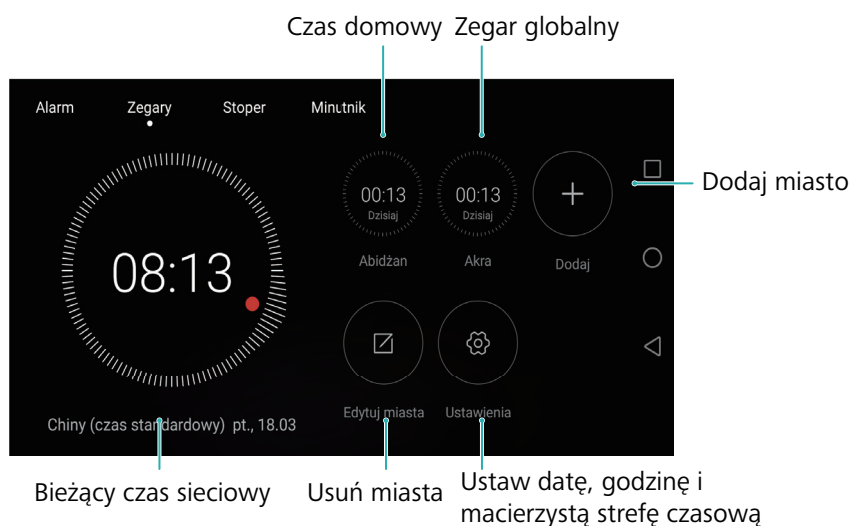 Czas domowy Zegar globalny
Alarm Zegary Stoper Minutnik
Dodaj miasto
00:13 00:13
Dzisiaj Dzisiaj
Abidżan Akra Dodaj
08:13
Edytuj miasta Ustawienia
Chiny (czas standardowy) pt., 18.03
Bieżący czas sieciowy Usuń miasta Ustaw datę, godzinę i
macierzystą strefę czasową